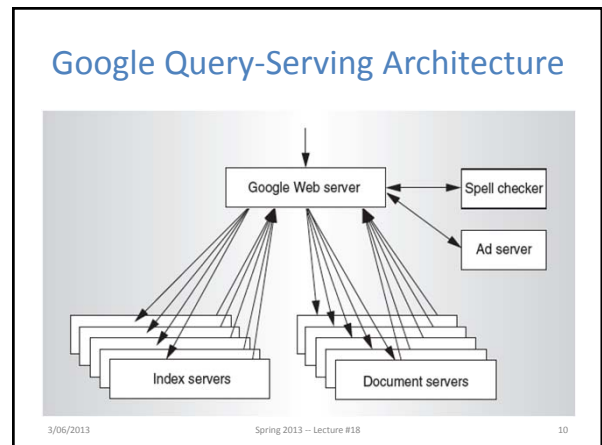 Google Query-Serving Architecture
Google Web server
Spell checker
Ad server
Index servers
Document servers
3/06/2013
Spring 2013 -- Lecture #18
10